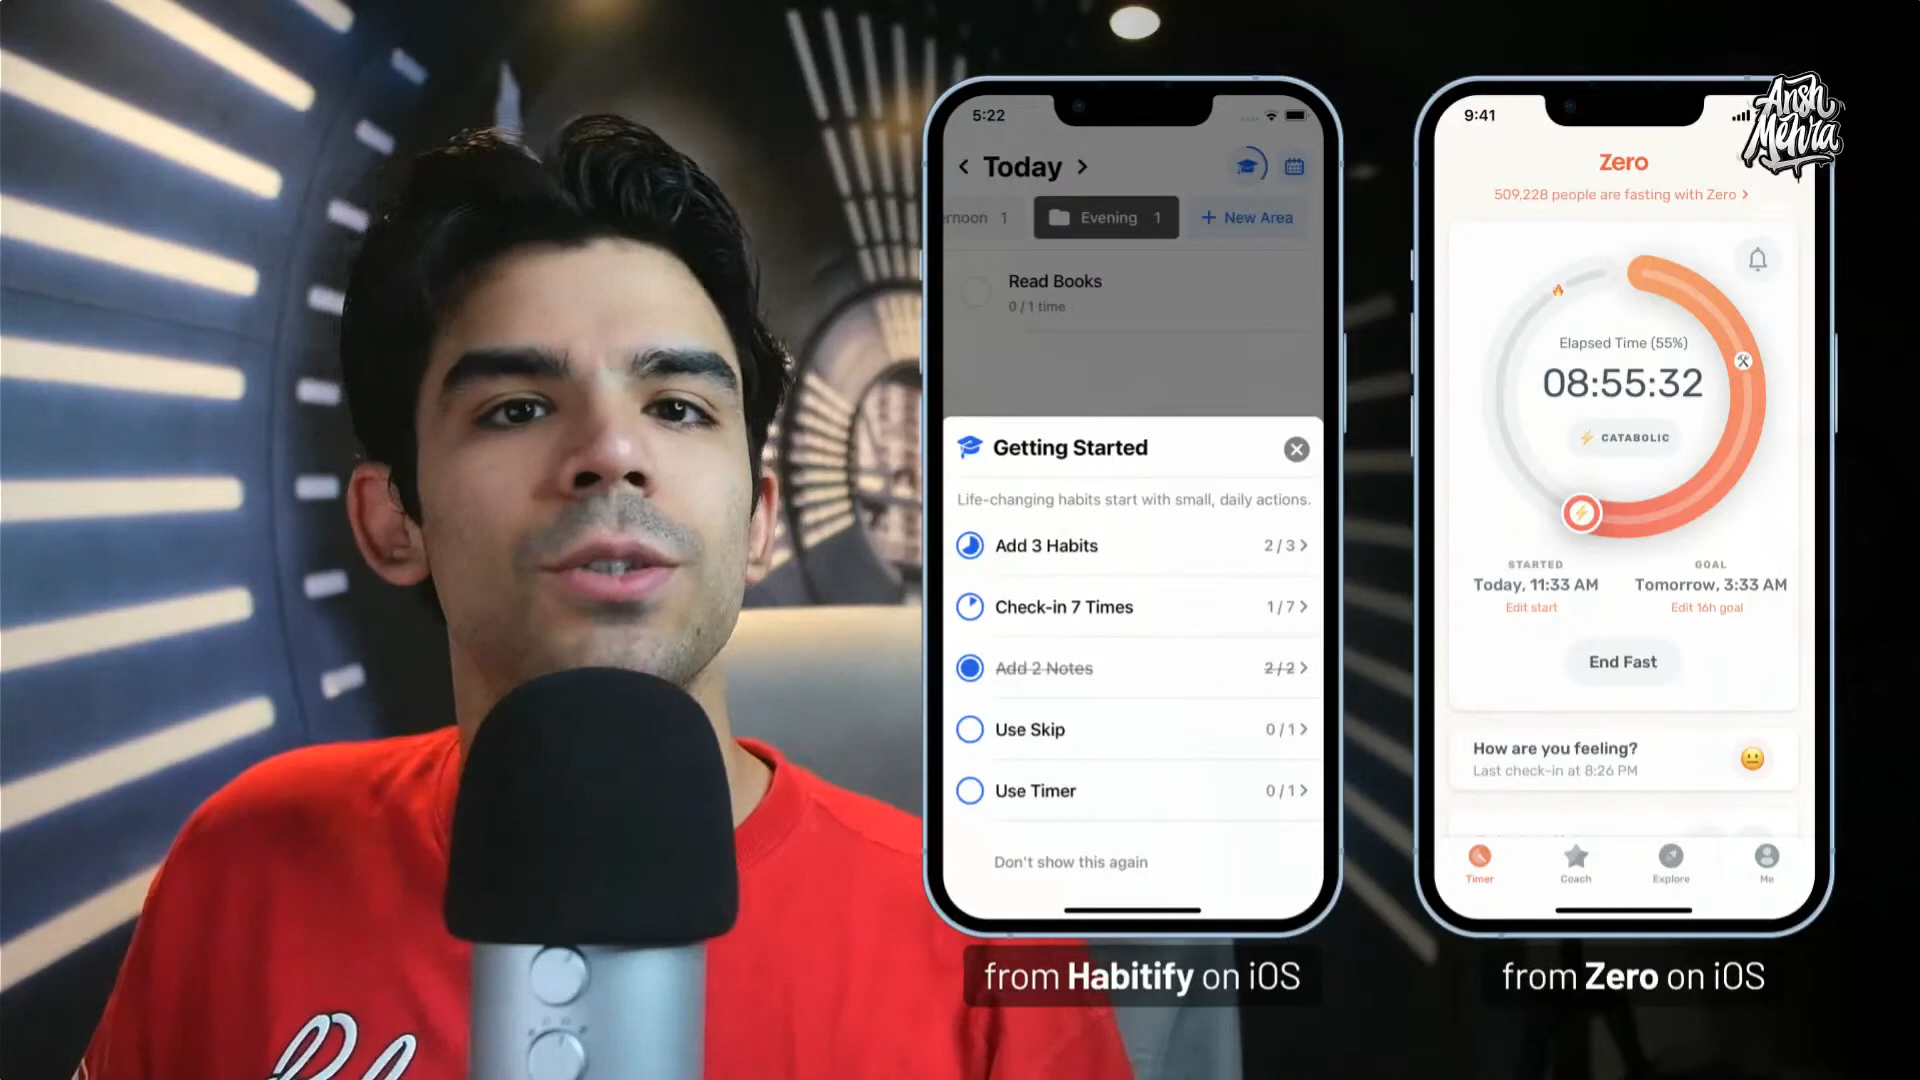 5:22
Today
ernoon 1
Evening 1
+ New Area
Read Books
0 / 1 time
Getting Started
Life-changing habits start with small, daily actions.
Add 3 Habits 2 / 3
Check-in 7 Times 1 / 7
Add 2 Notes 2 / 2
Use Skip 0 / 1
Use Timer 0 / 1
Don't show this again
from Habitify on iOS
9:41
Ansh
Mehra
Zero
509,228 people are fasting with Zero
Elapsed Time (55%)
08:55:32
CATABOLIC
STARTED
Today, 11:33 AM
Edit start
GOAL
Tomorrow, 3:33 AM
Edit 16h goal
End Fast
How are you feeling?
Last check-in at 8:26 PM
Timer
Coach
Explore
Me
from Zero on iOS